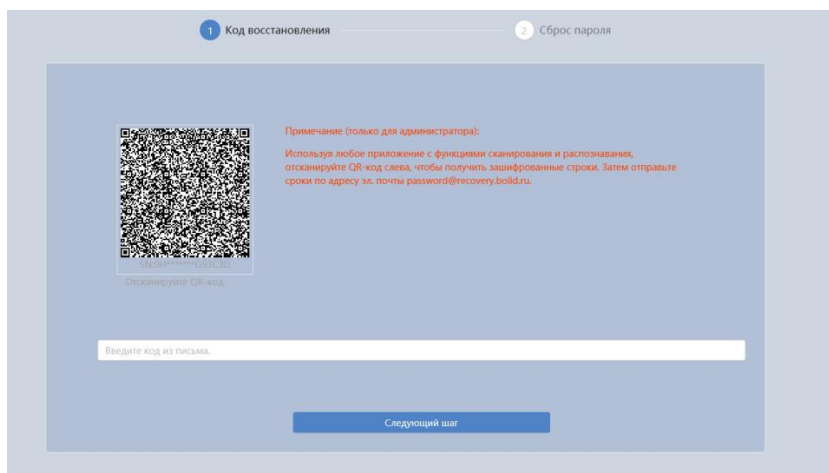 1 Код восстановления
2 Сброс пароля
Примечание (только для администратора):
Используя любое приложение с функциями сканирования и распознавания,
отсканируйте QR-код слева, чтобы получить зашифрованные строки. Затем отправьте
сроки по адресу эл. почты password@recovery.bolid.ru.
Отсканируйте QR-код
Введите код из письма.
Следующий шаг